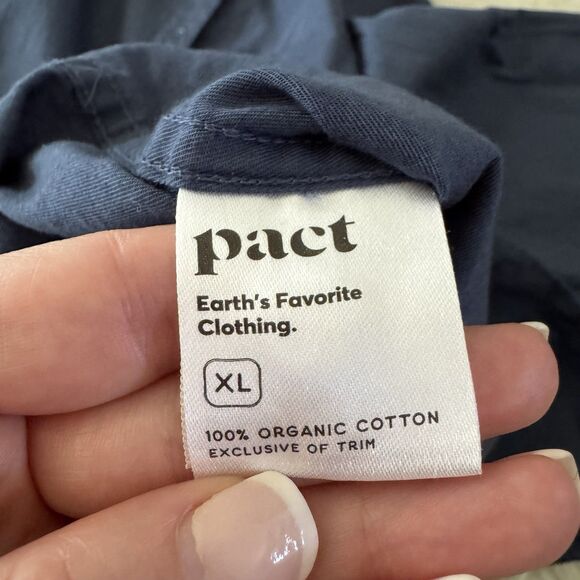 pact
Earth's Favorite
Clothing.
XL
100% ORGANIC COTTON
EXCLUSIVE OF TRIM